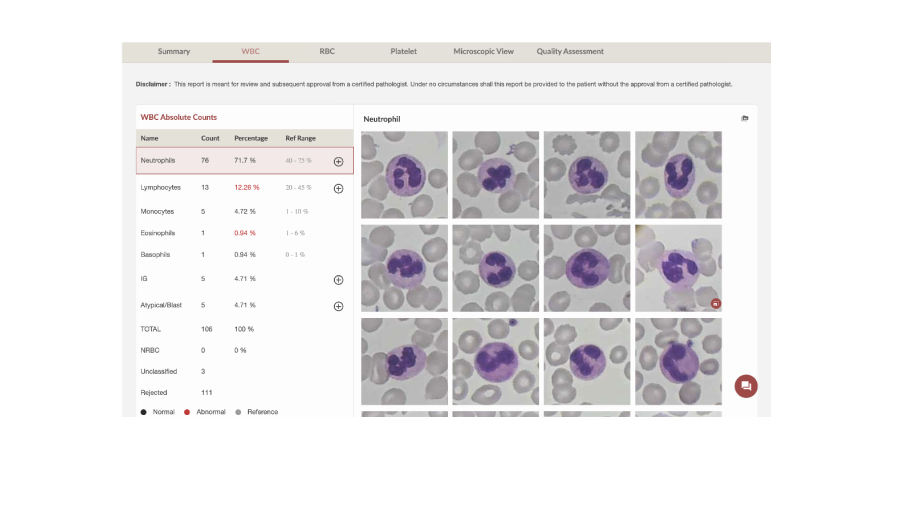 Summary WBC RBC Platelet Microscopic View Quality Assessment
Disclaimer : This report is meant for review and subsequent approval from a certified pathologist. Under no circumstances shall this report be provided to the patient without the approval from a certified pathologist.
WBC Absolute Counts
Name Count Percentage Ref Range
Neutrophils 76 71.7 % 40 - 75 %
Lymphocytes 13 12.26 % 20 - 45 %
Monocytes 5 4.72 % 1 - 10 %
Eosinophils 1 0.94 % 1 - 6 %
Basophils 1 0.94 % 0 - 1 %
IG 5 4.71 %
Atypical/Blast 5 4.71 %
TOTAL 106 100 %
NRBC 0 0 %
Unclassified 3
Rejected 111
Normal Abnormal Reference
Neutrophil